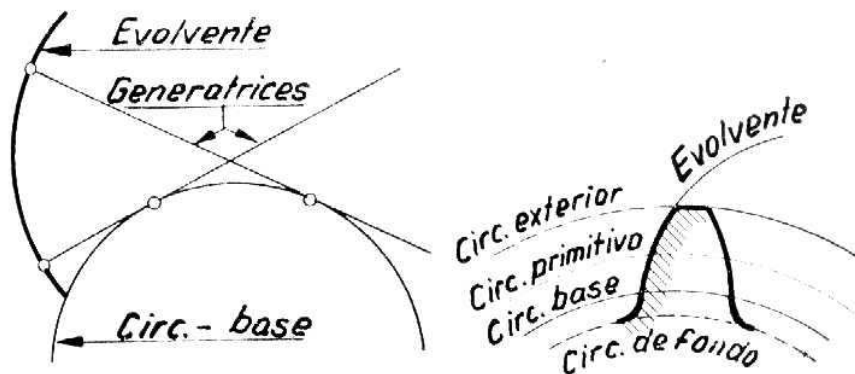 Evolvente
Generatrices
Circ. - base
Evolvente
Circ. exterior
Circ. primitivo
Circ. base
Circ. de fondo